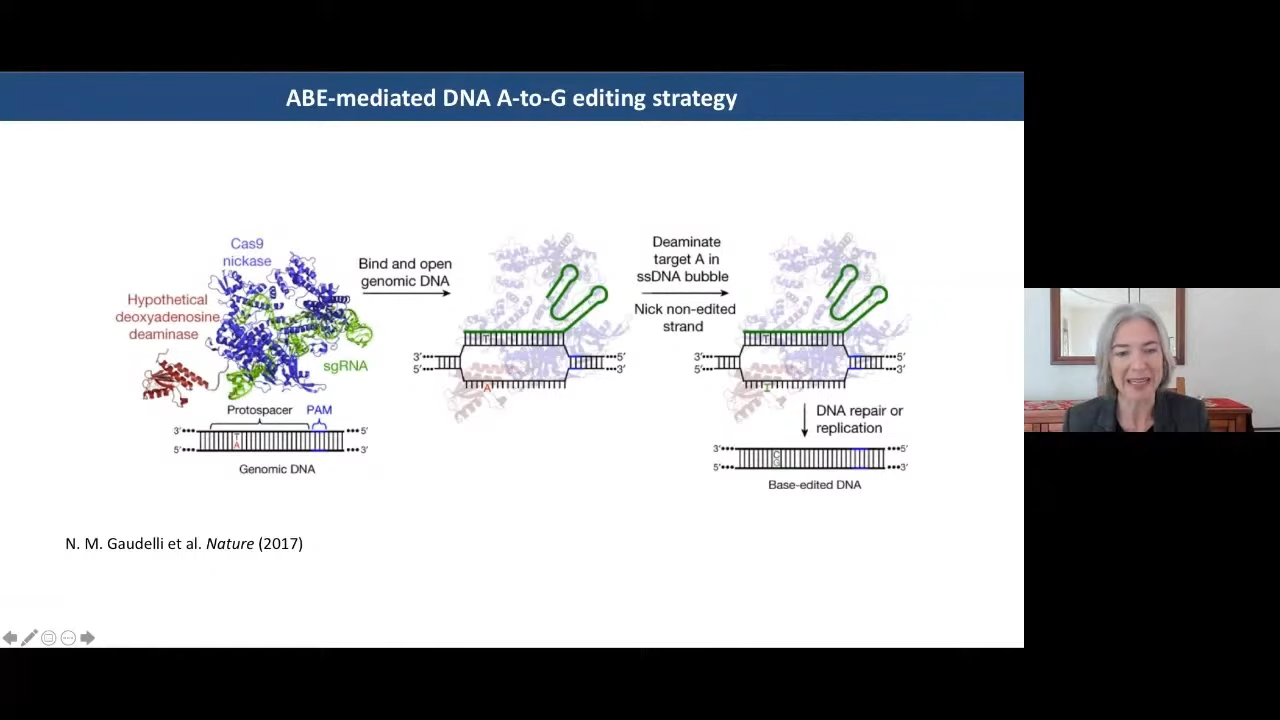 ABE-mediated DNA A-to-G editing strategy
Cas9
nickase
Hypothetical
deoxyadenosine
deaminase
sgRNA
Protospacer PAM
3′ 5′
T
A
5′ 3′
Genomic DNA
Bind and open
genomic DNA
T
3′ 5′
5′ 3′
A
Deaminate
target A in
ssDNA bubble
Nick non-edited
strand
T
3′ 5′
5′ 3′
I
DNA repair or
replication
3′ 5′
C
G
5′ 3′
Base-edited DNA
N. M. Gaudelli et al. Nature (2017)